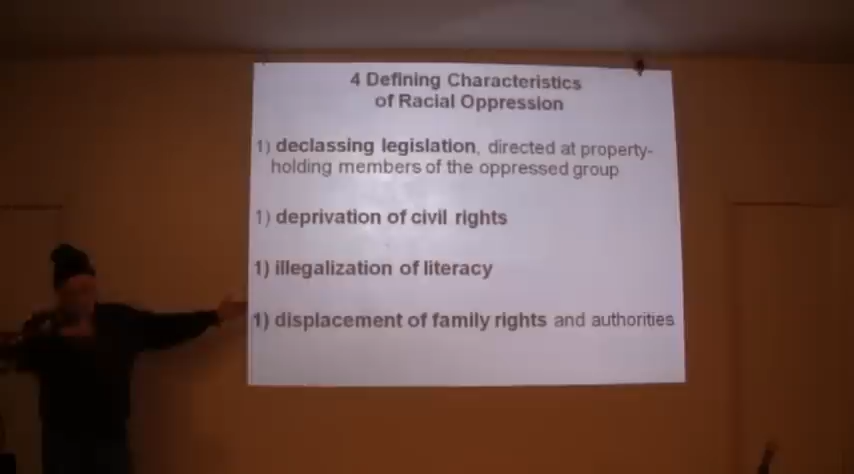 4 Defining Characteristics
of Racial Oppression
1) declassing legislation, directed at property-
holding members of the oppressed group
1) deprivation of civil rights
1) illegalization of literacy
1) displacement of family rights and authorities